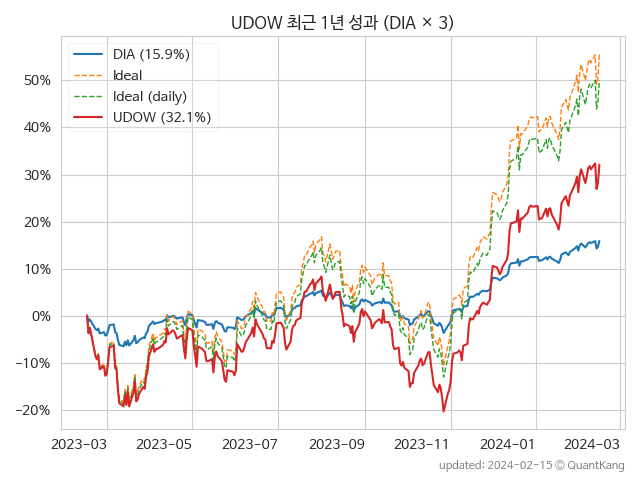 UDOW 최근 1년 성과 (DIA × 3)
DIA (15.9%)
Ideal
Ideal (daily)
UDOW (32.1%)
50%
40%
30%
20%
10%
0%
−10%
−20%
2023-03 2023-05 2023-07 2023-09 2023-11 2024-01 2024-03
updated: 2024-02-15 © QuantKang